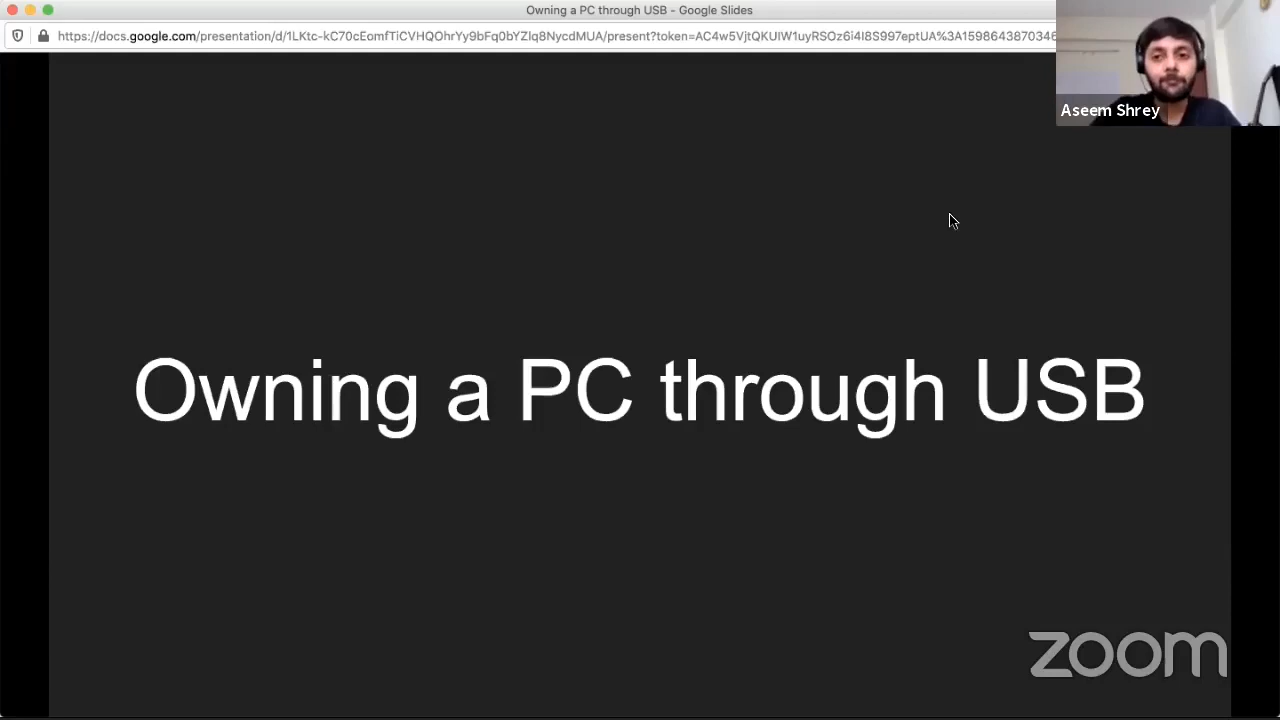 Owning a PC through USB - Google Slides
https://docs.google.com/presentation/d/1LKtc-kC70cEomfTiCVHQOhrYy9bFq0bYZIq8NycdMUA/present?token=AC4w5VjtQKUIW1uyRSOz6i4I8S997eptUA%3A1598643870346
Aseem Shrey
Owning a PC through USB
zoom